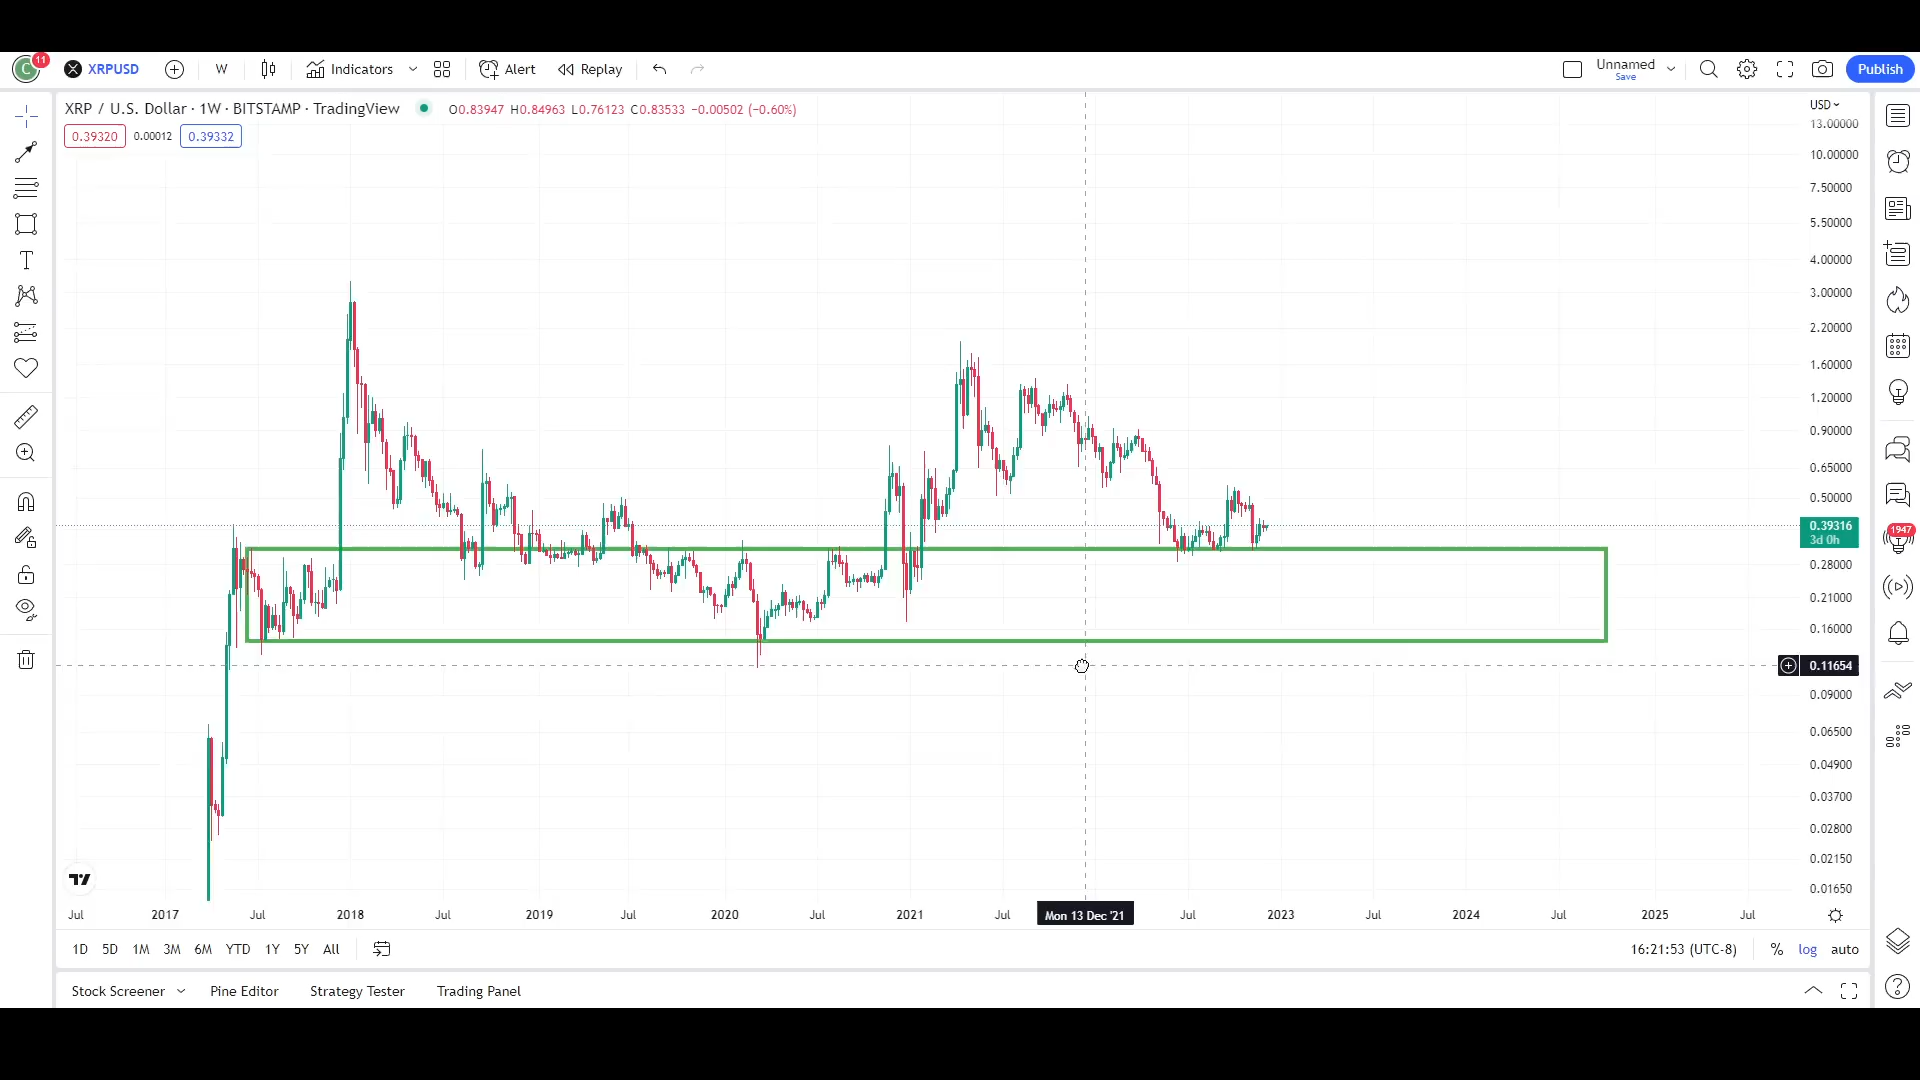 C 11 XRPUSD W Indicators Alert Replay Unnamed Save Publish
XRP / U.S. Dollar · 1W · BITSTAMP · TradingView O0.83947 H0.84963 L0.76123 C0.83533 −0.00502 (−0.60%)
0.39320 0.00012 0.39332
USD
13.00000
10.00000
7.50000
5.50000
4.00000
3.00000
2.20000
1.60000
1.20000
0.90000
0.65000
0.50000
0.39316
3d 0h
0.28000
0.21000
0.16000
0.11654
0.09000
0.06500
0.04900
0.03700
0.02800
0.02150
0.01650
T
1947
Jul 2017 Jul 2018 Jul 2019 Jul 2020 Jul 2021 Jul Mon 13 Dec '21 Jul 2023 Jul 2024 Jul 2025 Jul
1D 5D 1M 3M 6M YTD 1Y 5Y All 16:21:53 (UTC-8) % log auto
Stock Screener Pine Editor Strategy Tester Trading Panel